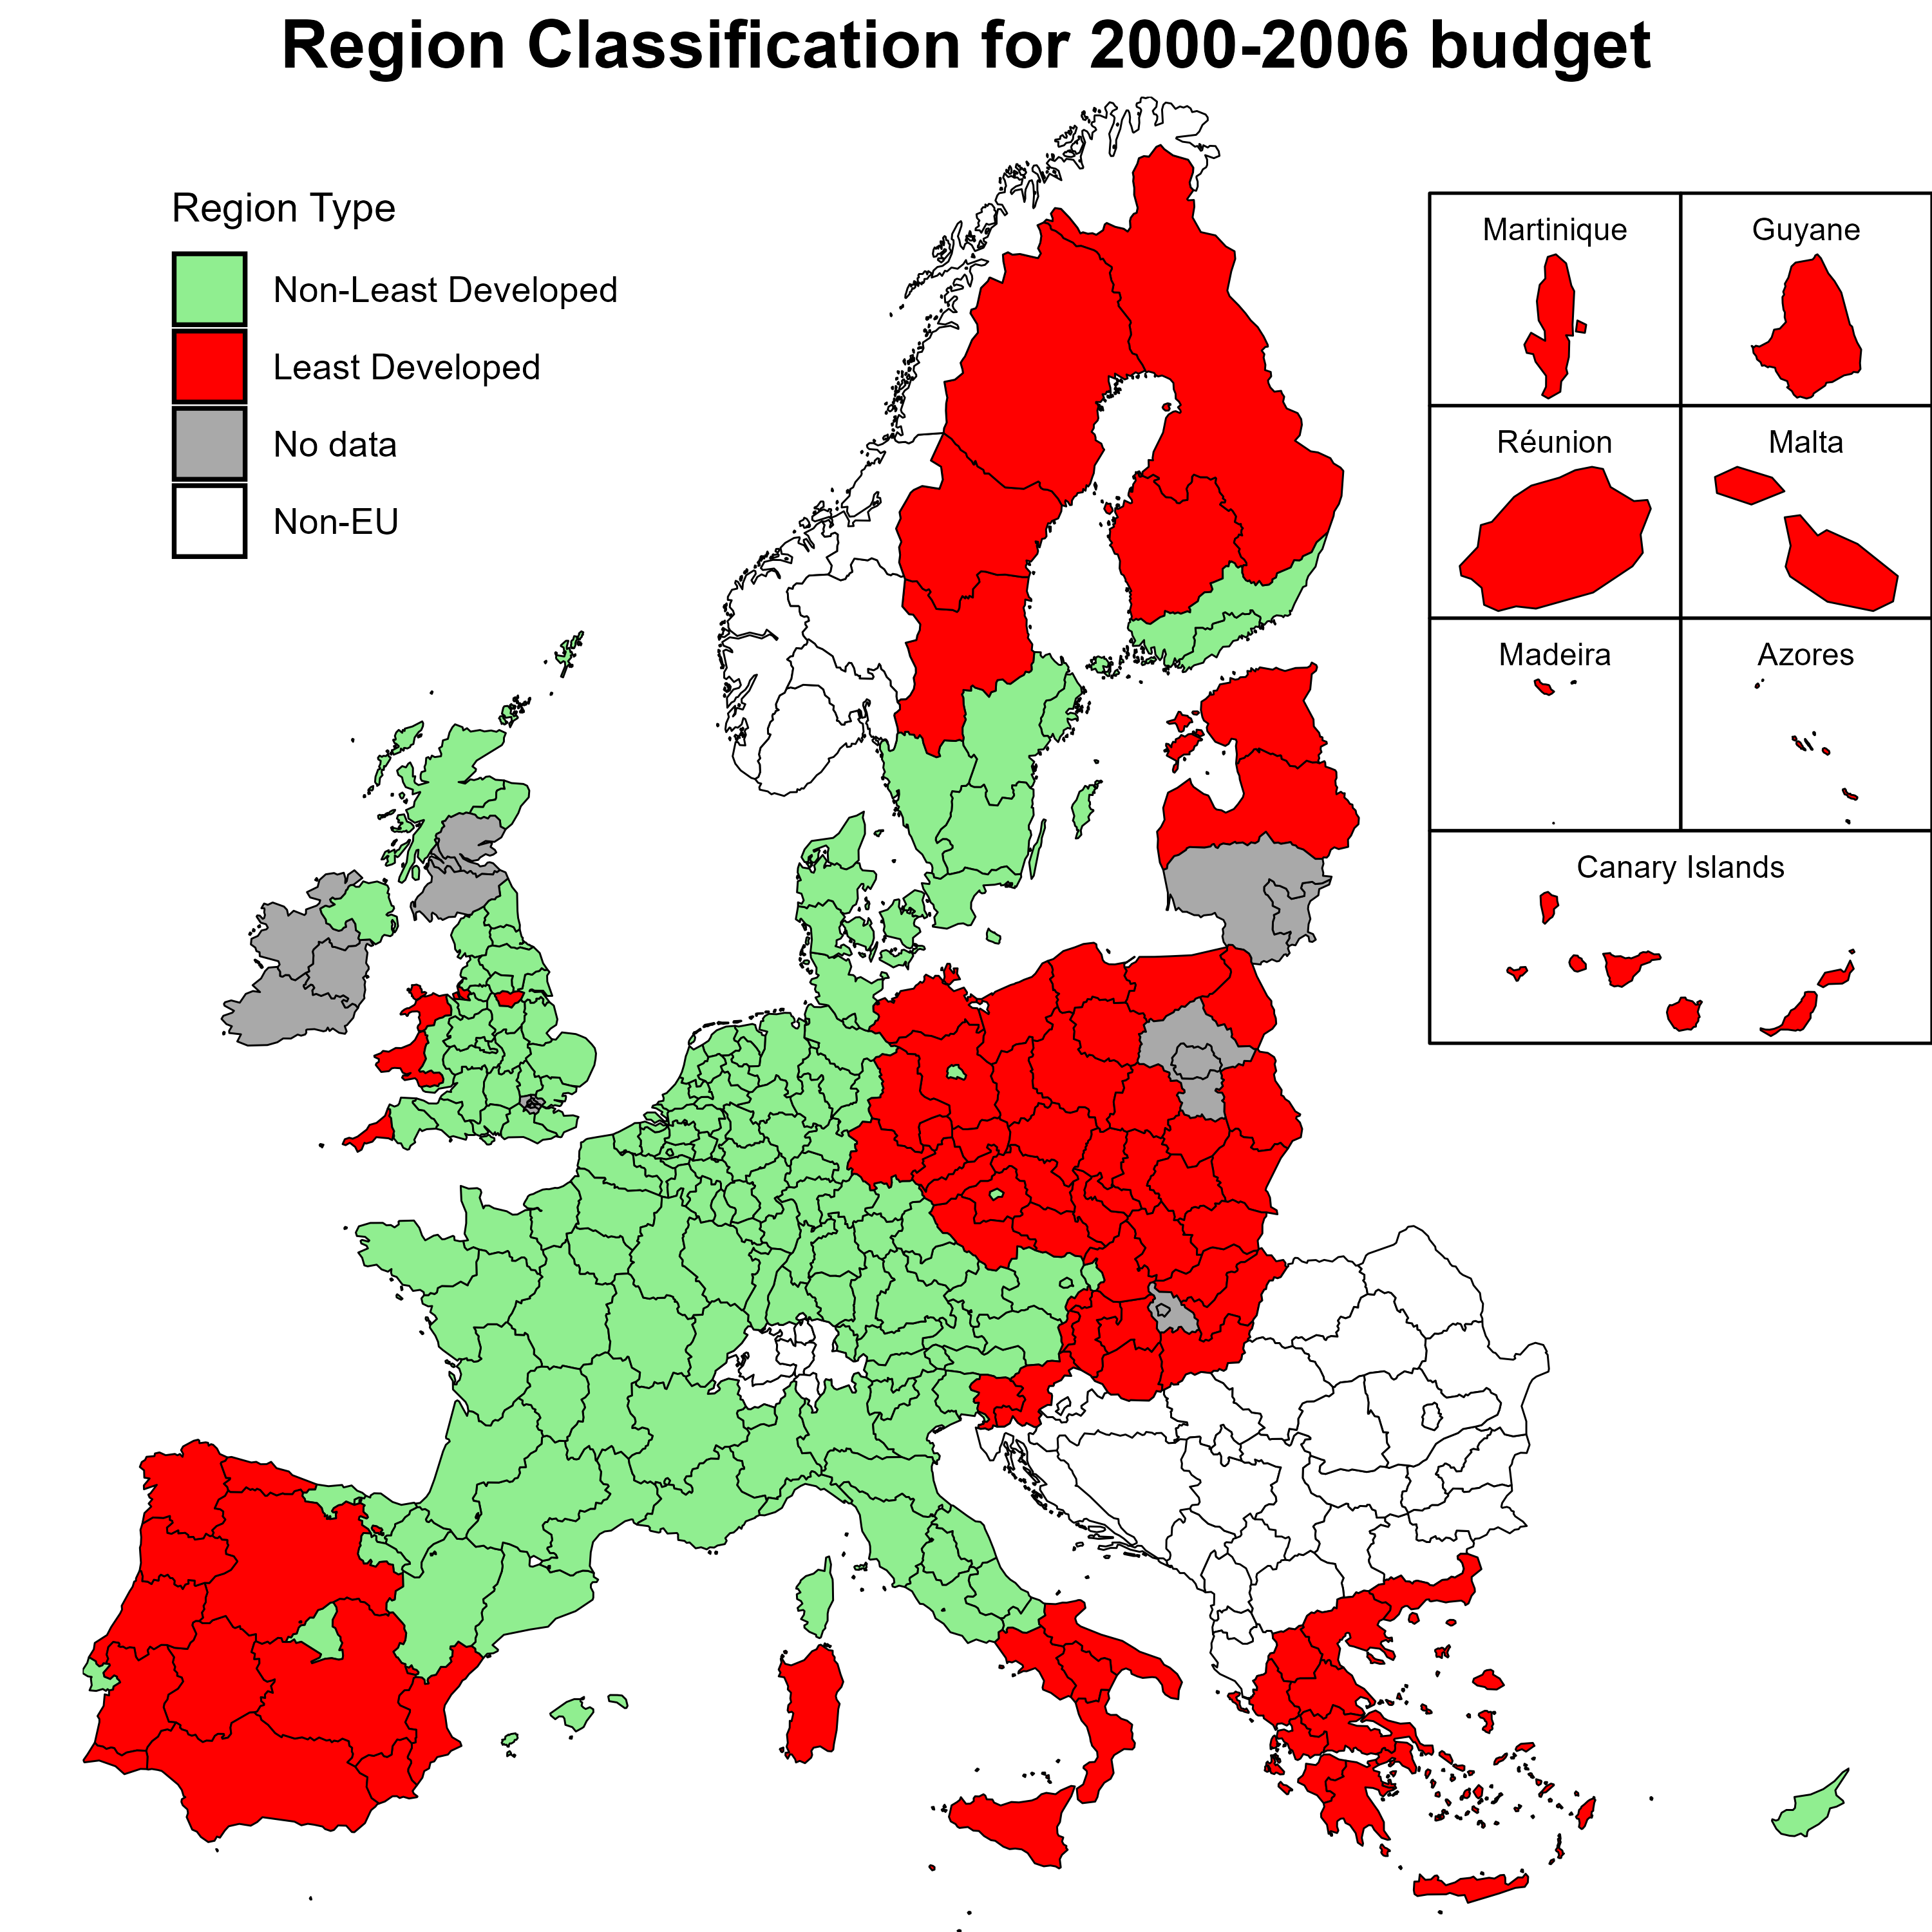 Region Classification for 2000-2006 budget
Region Type
Non-Least Developed
Least Developed
No data
Non-EU
Martinique
Guyane
Réunion
Malta
Madeira
Azores
Canary Islands